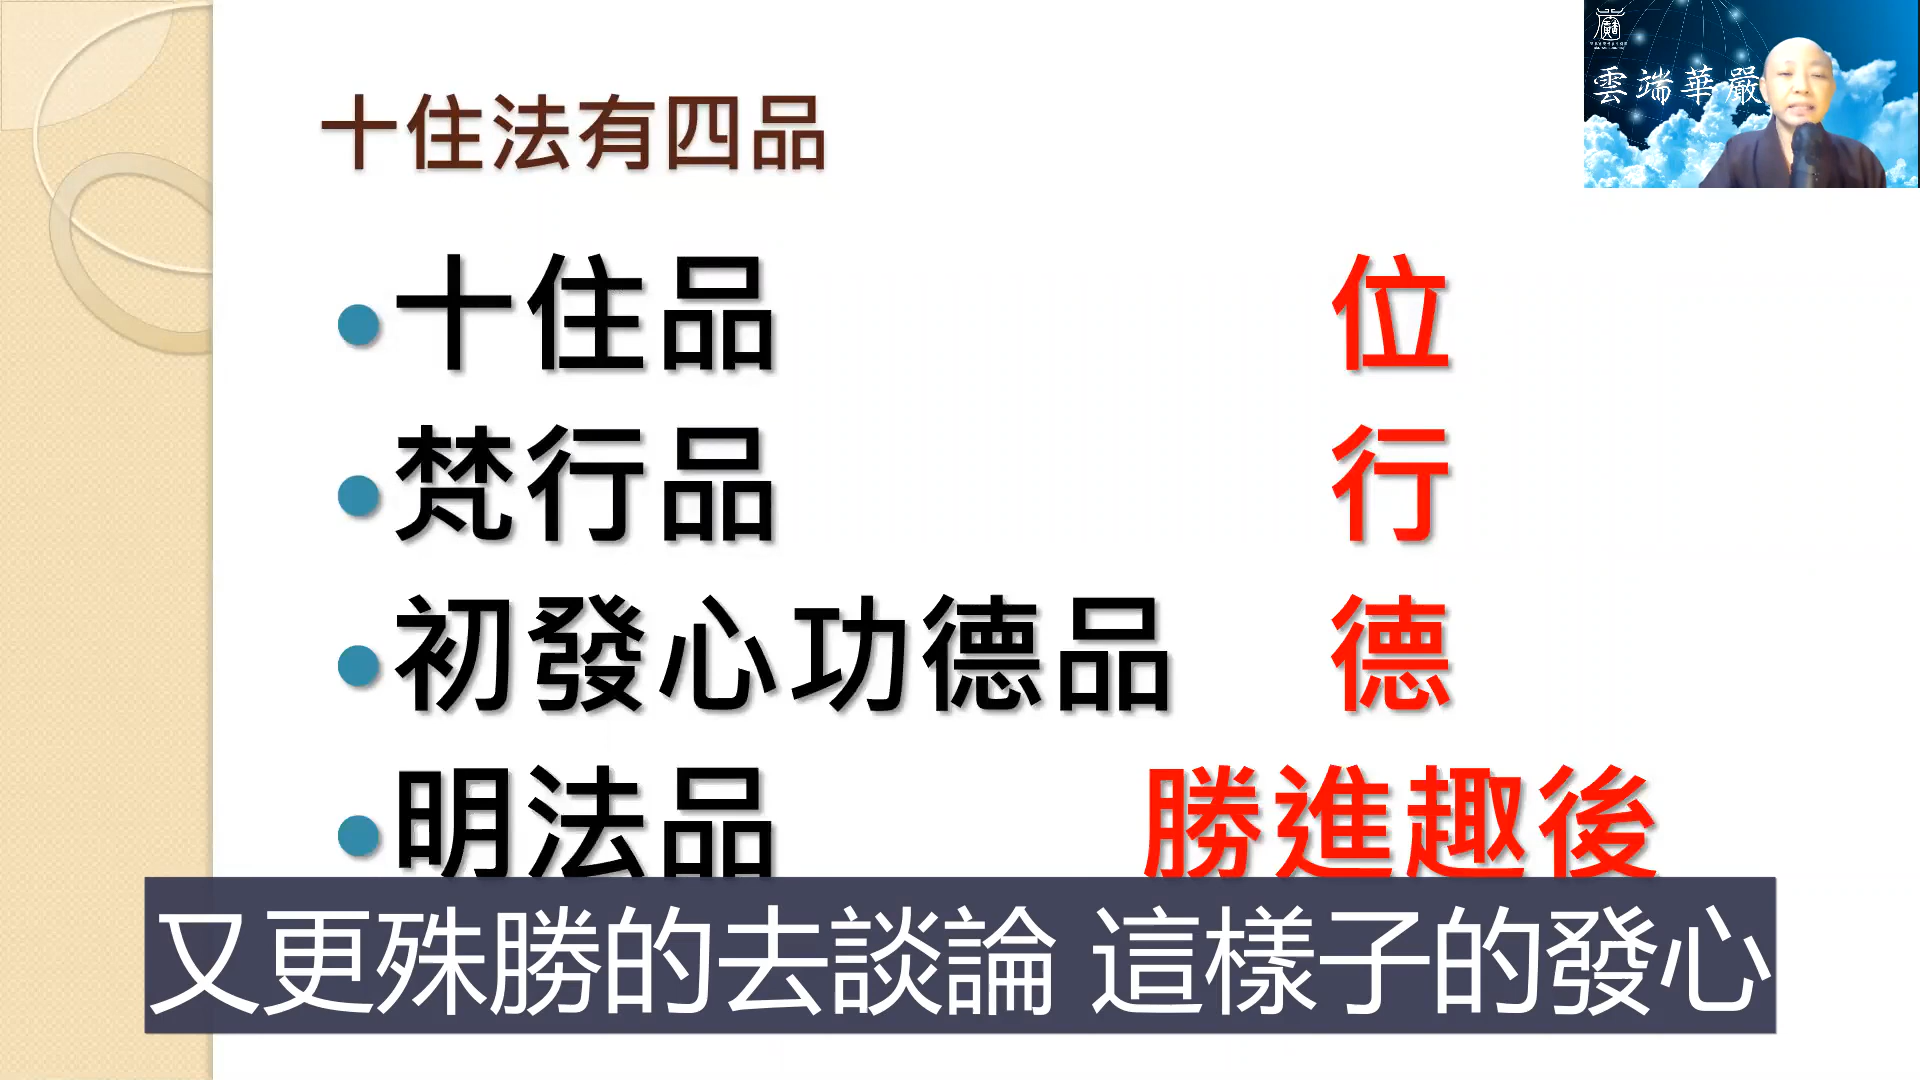 十住法有四品
雲端華嚴
十住品 位
梵行品 行
初發心功德品 德
明法品 勝進趣後
又更殊勝的去談論 這樣子的發心